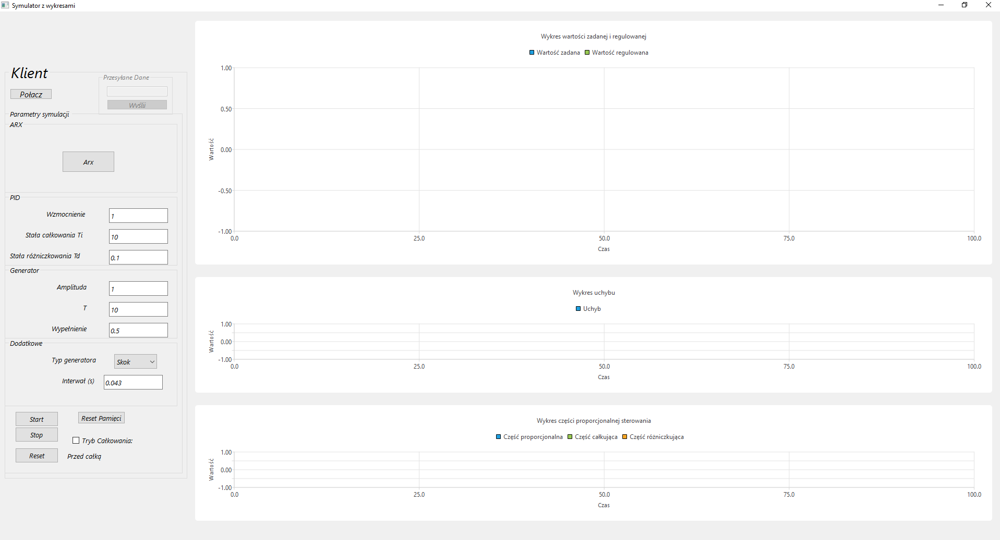 Symulator z wykresami
Klient
Połacz
Przesyłane Dane
Wyślij
Parametry symulacji
ARX
Arx
PID
Wzmocnienie
1
Stała całkowania Ti
10
Stała różniczkowania Td
0.1
Generator
Amplituda
1
T
10
Wypełnienie
0.5
Dodatkowe
Typ generatora
Skok
Interwał (s)
0.043
Start
Reset Pamięci
Stop
Tryb Całkowania:
Reset
Przed całką
Wykres wartości zadanej i regulowanej
Wartość zadana
Wartość regulowana
1.00
0.50
0.00
-0.50
-1.00
Wartość
0.0
25.0
50.0
75.0
100.0
Czas
Wykres uchybu
Uchyb
1.00
0.00
-1.00
Wartość
0.0
25.0
50.0
75.0
100.0
Czas
Wykres części proporcjonalnej sterowania
Część proporcjonalna
Część całkująca
Część różniczkująca
1.00
0.00
-1.00
Wartość
0.0
25.0
50.0
75.0
100.0
Czas